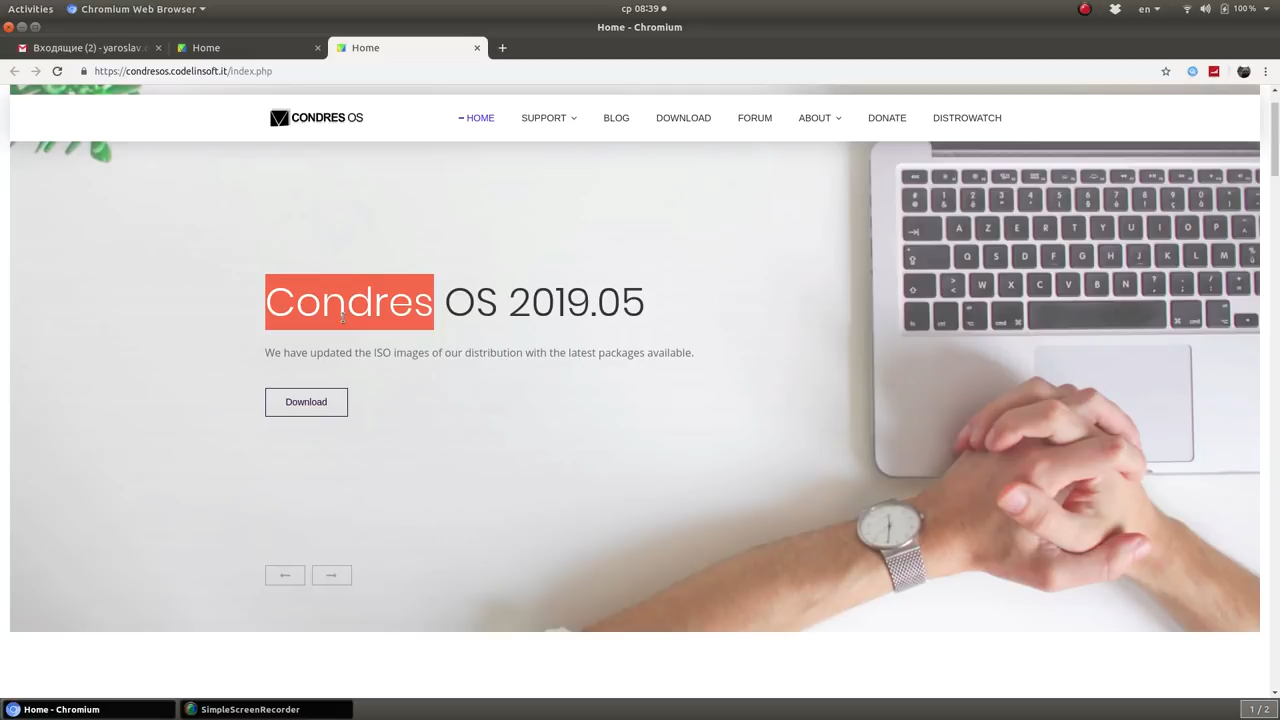 Activities Chromium Web Browser ср 08:39 en 100 %
Home - Chromium
Входящие (2) - yaroslav. Home Home
https://condresos.codelinsoft.it/index.php
CONDRES OS HOME SUPPORT BLOG DOWNLOAD FORUM ABOUT DONATE DISTROWATCH
Condres OS 2019.05
We have updated the ISO images of our distribution with the latest packages available.
Download
Home - Chromium SimpleScreenRecorder 1 / 2